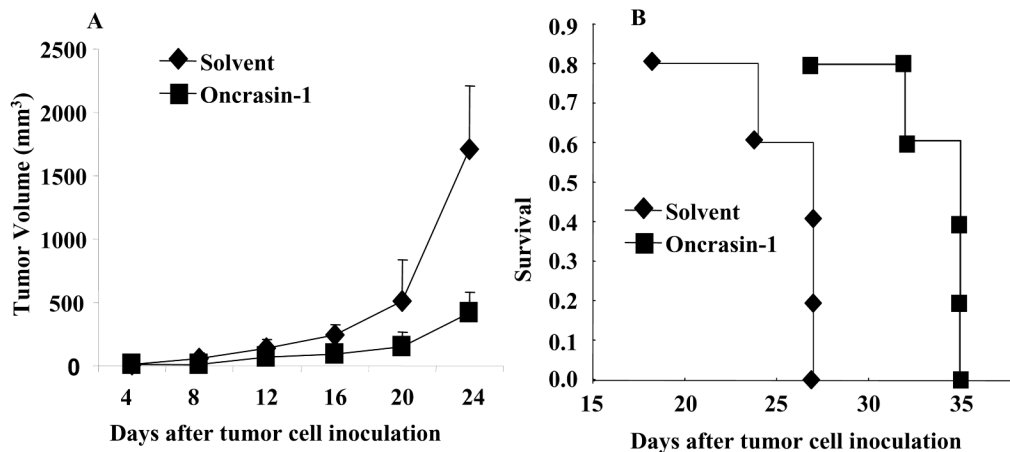 A
2500
2000
1500
1000
500
0
Tumor Volume (mm³)
Solvent
Oncrasin-1
4 8 12 16 20 24
Days after tumor cell inoculation
B
0.9
0.8
0.7
0.6
0.5
0.4
0.3
0.2
0.1
0.0
Survival
Solvent
Oncrasin-1
15 20 26 30 35
Days after tumor cell inoculation